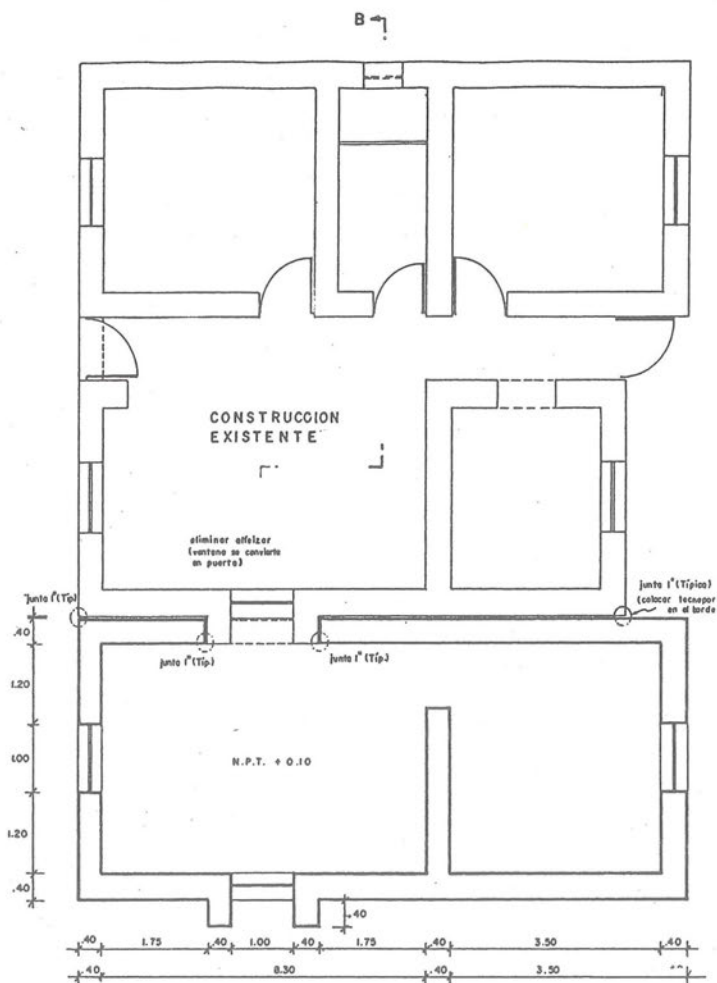 B
CONSTRUCCION
EXISTENTE
eliminar alfeizar
(ventana se convierte
en puerta)
junta 1" (Tip)
junta 1" (Típica)
(colocar tecnopor
en el borde
.40
junta 1" (Tip.)
junta 1" (Tip.)
1.20
1.00
N.P.T. + 0.10
1.20
.40
.40
.40 1.75 .40 1.00 .40 1.75 .40 3.50 .40
.40 .40 3.50